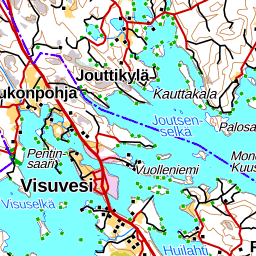 Jouttikylä
ukonpohja
Kauttakala
Joutsen-
selkä
Palosa
Pentin-
saari
Mon
Kuus
Vuolleniemi
Visuvesi
Visuselkä
Huilahti